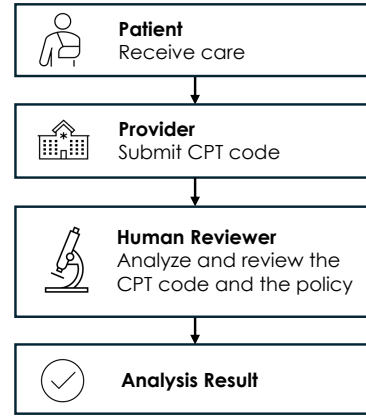 Patient
Receive care
Provider
Submit CPT code
Human Reviewer
Analyze and review the
CPT code and the policy
Analysis Result